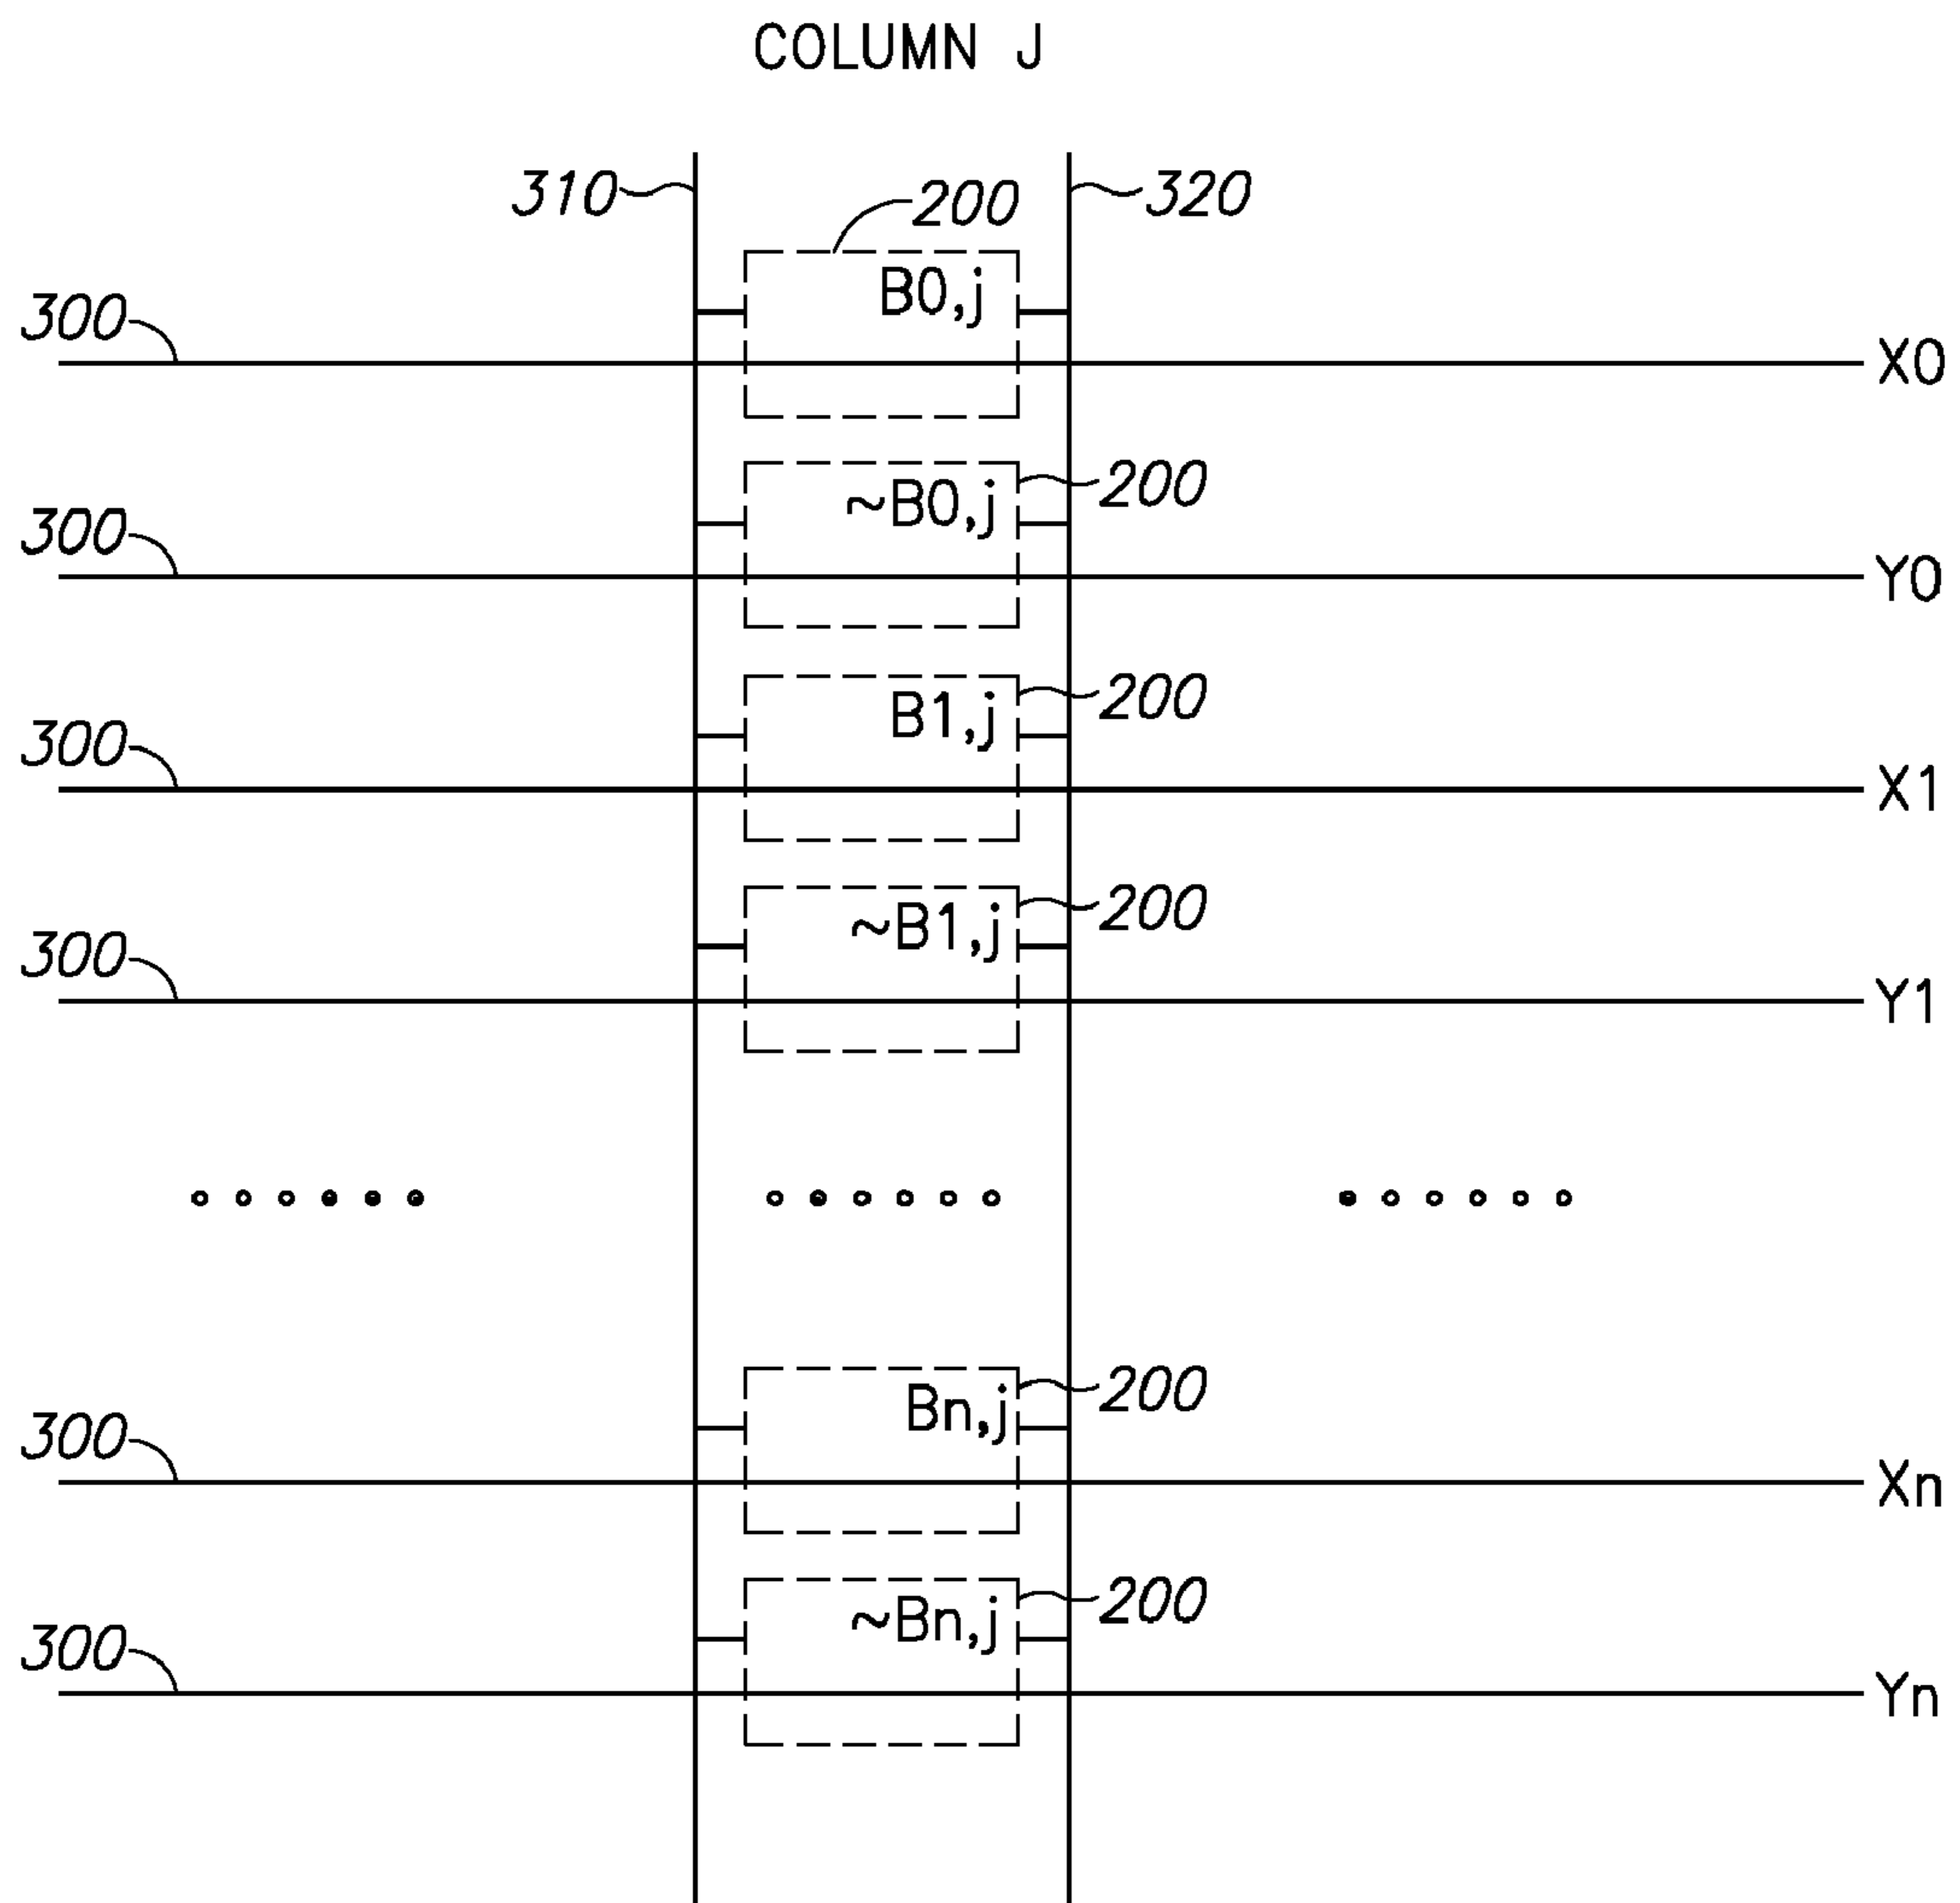 COLUMN J
310 200 320
B0,j
300 X0
~B0,j 200
300 Y0
B1,j 200
300 X1
~B1,j 200
300 Y1
Bn,j 200
300 Xn
~Bn,j 200
300 Yn